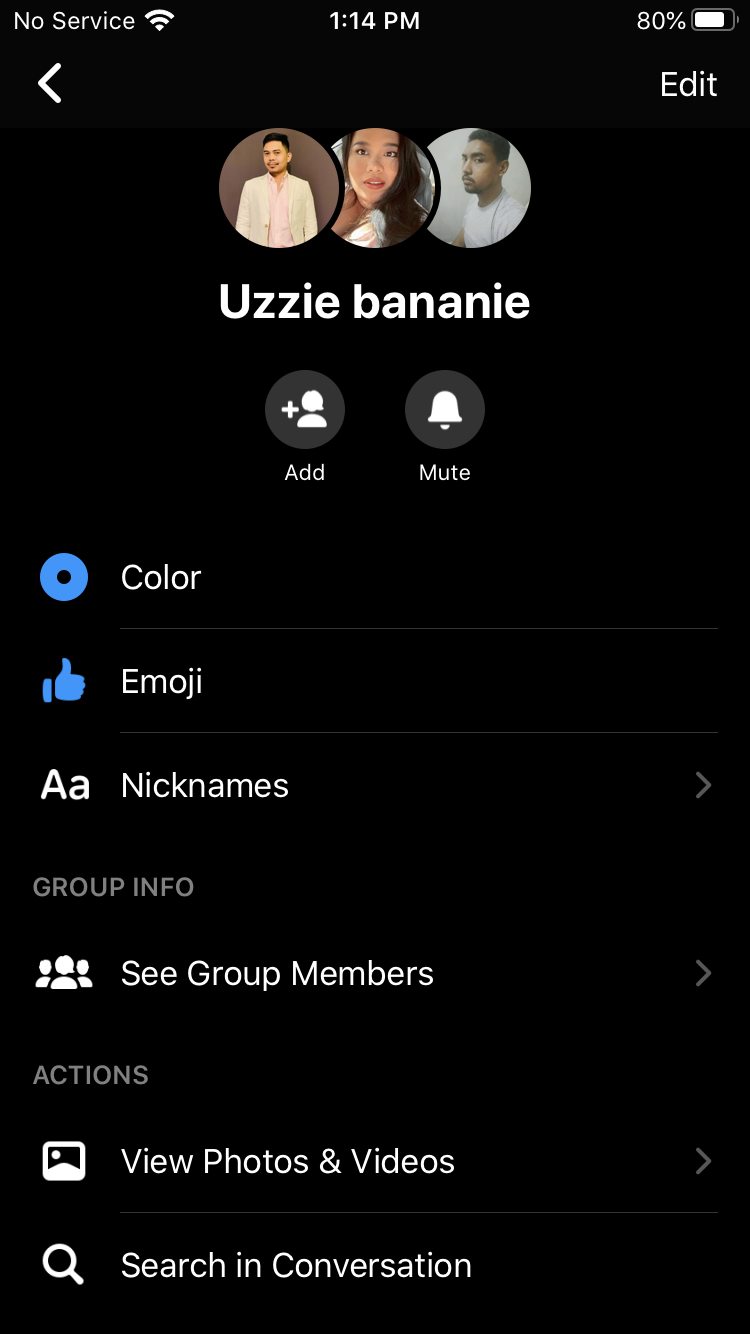 No Service 1:14 PM 80%
Edit
Uzzie bananie
Add Mute
Color
Emoji
Aa Nicknames
GROUP INFO
See Group Members
ACTIONS
View Photos & Videos
Search in Conversation